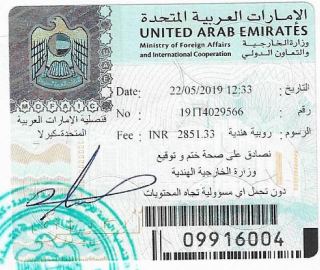 الإمارات العربية المتحدة
UNITED ARAB EMIRATES
Ministry of Foreign Affairs
and International Cooperation
وزارة الخارجية
والتعاون الدولي
MOFAIC
قنصلية الإمارات العربية
المتحدة-كيرلا
Date: 22/05/2019 12:33 التاريخ :
No : 191T4029566 رقم :
Fee : INR 2851.33 روبية هندية الرسوم :
نصادق على صحة ختم و توقيع
وزارة الخارجية الهندية
دون تحمل اي مسؤولية تجاه المحتويات
09916004